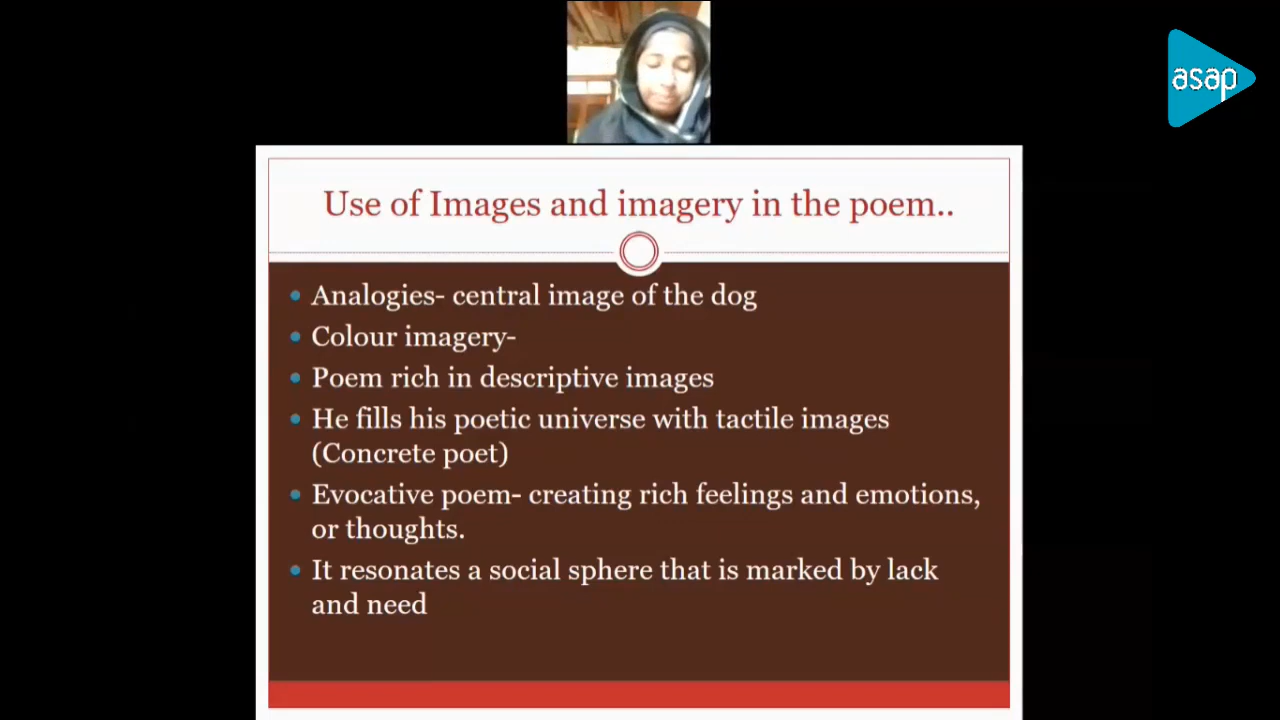 asap
Use of Images and imagery in the poem..
Analogies- central image of the dog
Colour imagery-
Poem rich in descriptive images
He fills his poetic universe with tactile images
(Concrete poet)
Evocative poem- creating rich feelings and emotions,
or thoughts.
It resonates a social sphere that is marked by lack
and need